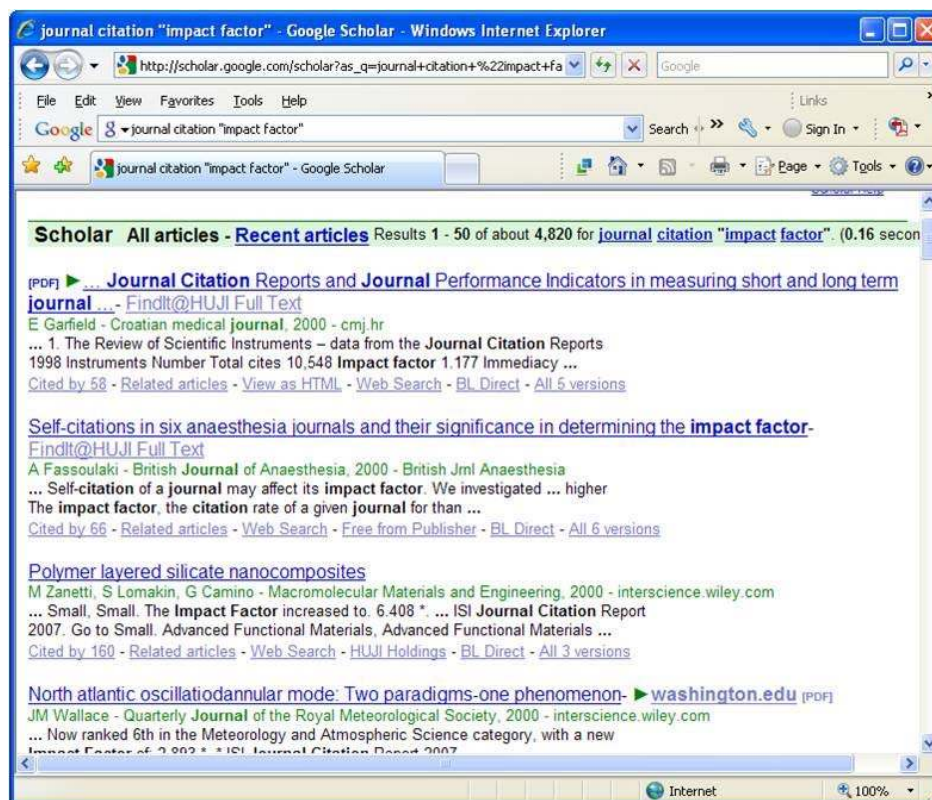 journal citation "impact factor" - Google Scholar - Windows Internet Explorer
http://scholar.google.com/scholar?as_q=journal+citation+%22impact+fa
Google
File Edit View Favorites Tools Help
Links
Google journal citation "impact factor" Search Sign In
journal citation "impact factor" - Google Scholar Page Tools
Scholar Help
Scholar All articles - Recent articles Results 1 - 50 of about 4,820 for journal citation "impact factor". (0.16 secon
[PDF] ... Journal Citation Reports and Journal Performance Indicators in measuring short and long term
journal ...- FindIt@HUJI Full Text
E Garfield - Croatian medical journal, 2000 - cmj.hr
... 1. The Review of Scientific Instruments – data from the Journal Citation Reports
1998 Instruments Number Total cites 10,548 Impact factor 1.177 Immediacy ...
Cited by 58 - Related articles - View as HTML - Web Search - BL Direct - All 5 versions
Self-citations in six anaesthesia journals and their significance in determining the impact factor-
FindIt@HUJI Full Text
A Fassoulaki - British Journal of Anaesthesia, 2000 - British Jrnl Anaesthesia
... Self-citation of a journal may affect its impact factor. We investigated ... higher
The impact factor, the citation rate of a given journal for than ...
Cited by 66 - Related articles - Web Search - Free from Publisher - BL Direct - All 6 versions
Polymer layered silicate nanocomposites
M Zanetti, S Lomakin, G Camino - Macromolecular Materials and Engineering, 2000 - interscience.wiley.com
... Small, Small. The Impact Factor increased to. 6.408 *. ... ISI Journal Citation Report
2007. Go to Small. Advanced Functional Materials, Advanced Functional Materials ...
Cited by 160 - Related articles - Web Search - HUJI Holdings - BL Direct - All 3 versions
North atlantic oscillatiodannular mode: Two paradigms-one phenomenon- washington.edu [PDF]
JM Wallace - Quarterly Journal of the Royal Meteorological Society, 2000 - interscience.wiley.com
... Now ranked 6th in the Meteorology and Atmospheric Science category, with a new
Impact Factor of: 2.893 *. * ISI Journal Citation Report 2007
Internet 100%